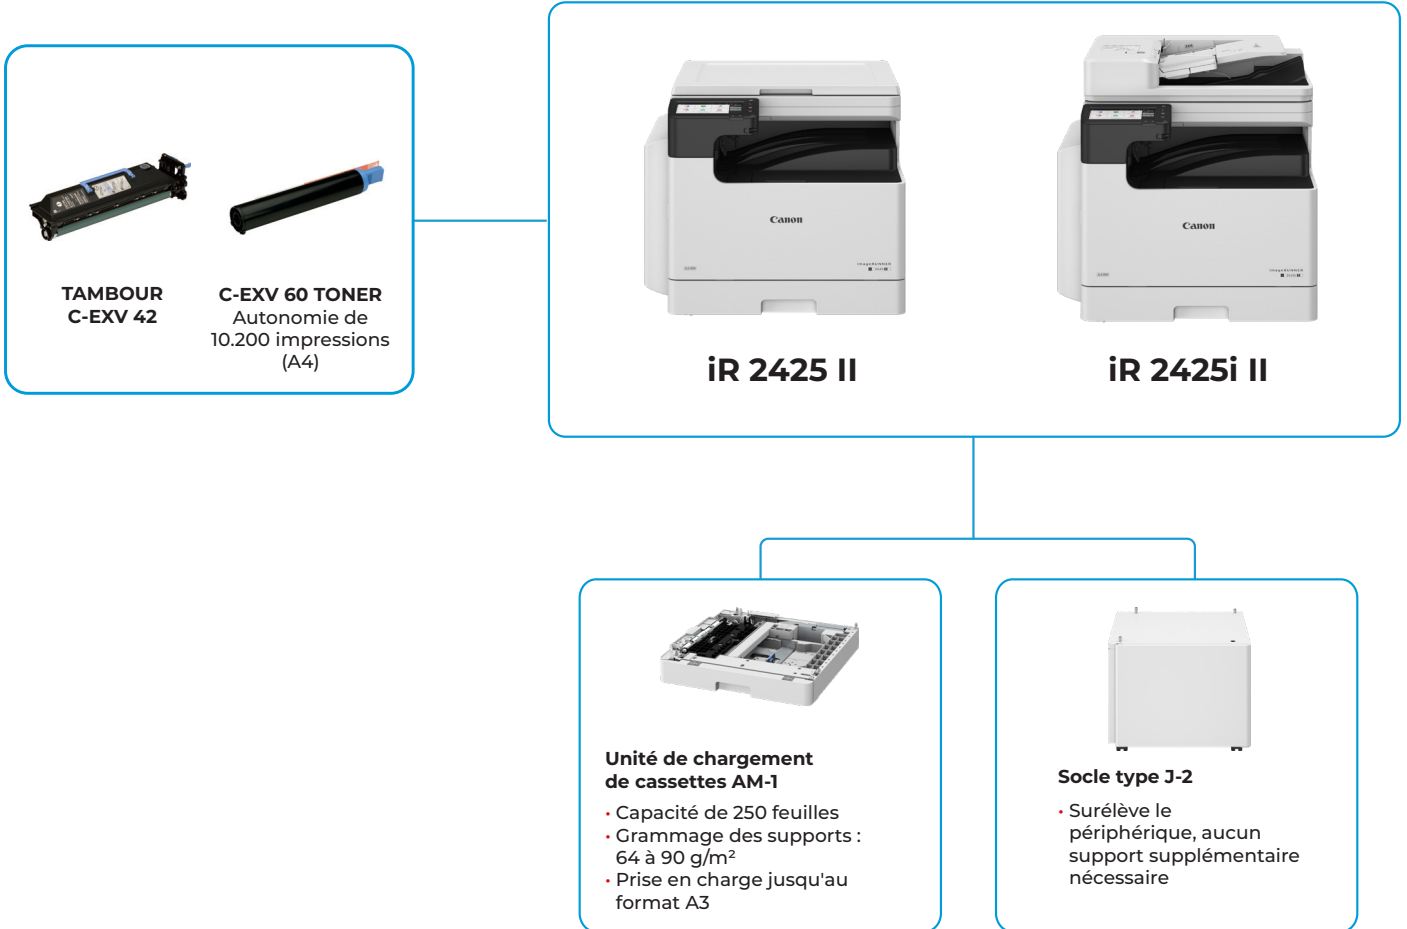 TAMBOUR
C-EXV 42
C-EXV 60 TONER
Autonomie de
10.200 impressions
(A4)
Canon
imageRUNNER
Canon
imageRUNNER
iR 2425 II
iR 2425i II
Unité de chargement
de cassettes AM-1
• Capacité de 250 feuilles
• Grammage des supports :
64 à 90 g/m²
• Prise en charge jusqu'au
format A3
Socle type J-2
• Surélève le
périphérique, aucun
support supplémentaire
nécessaire